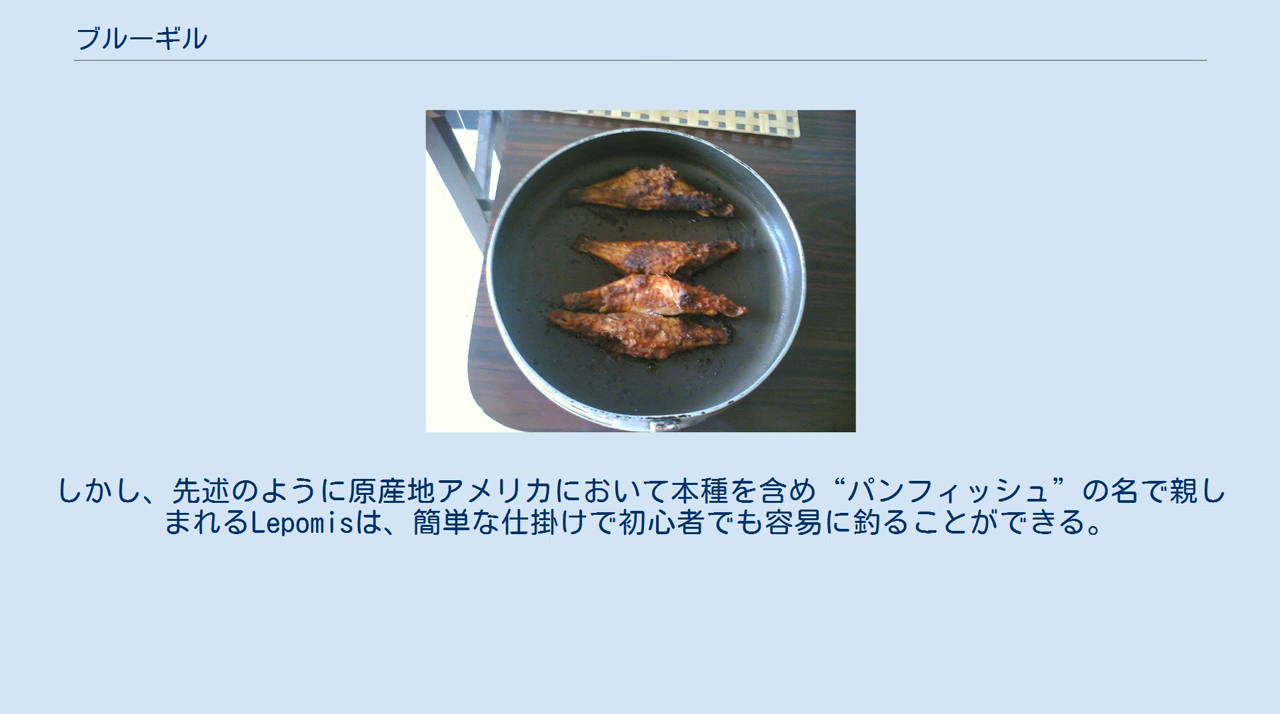 ブルーギル
しかし、先述のように原産地アメリカにおいて本種を含め“パンフィッシュ”の名で親し
まれるLepomisは、簡単な仕掛けで初心者でも容易に釣ることができる。